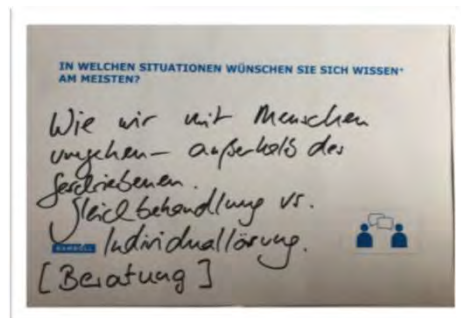 IN WELCHEN SITUATIONEN WÜNSCHEN SIE SICH WISSEN+
AM MEISTEN?
Wie wir mit Menschen
umgehen – außerhalb des
Geschriebenen.
Gleichbehandlung vs.
RAMBOLL Individuallösung.
[Beratung]